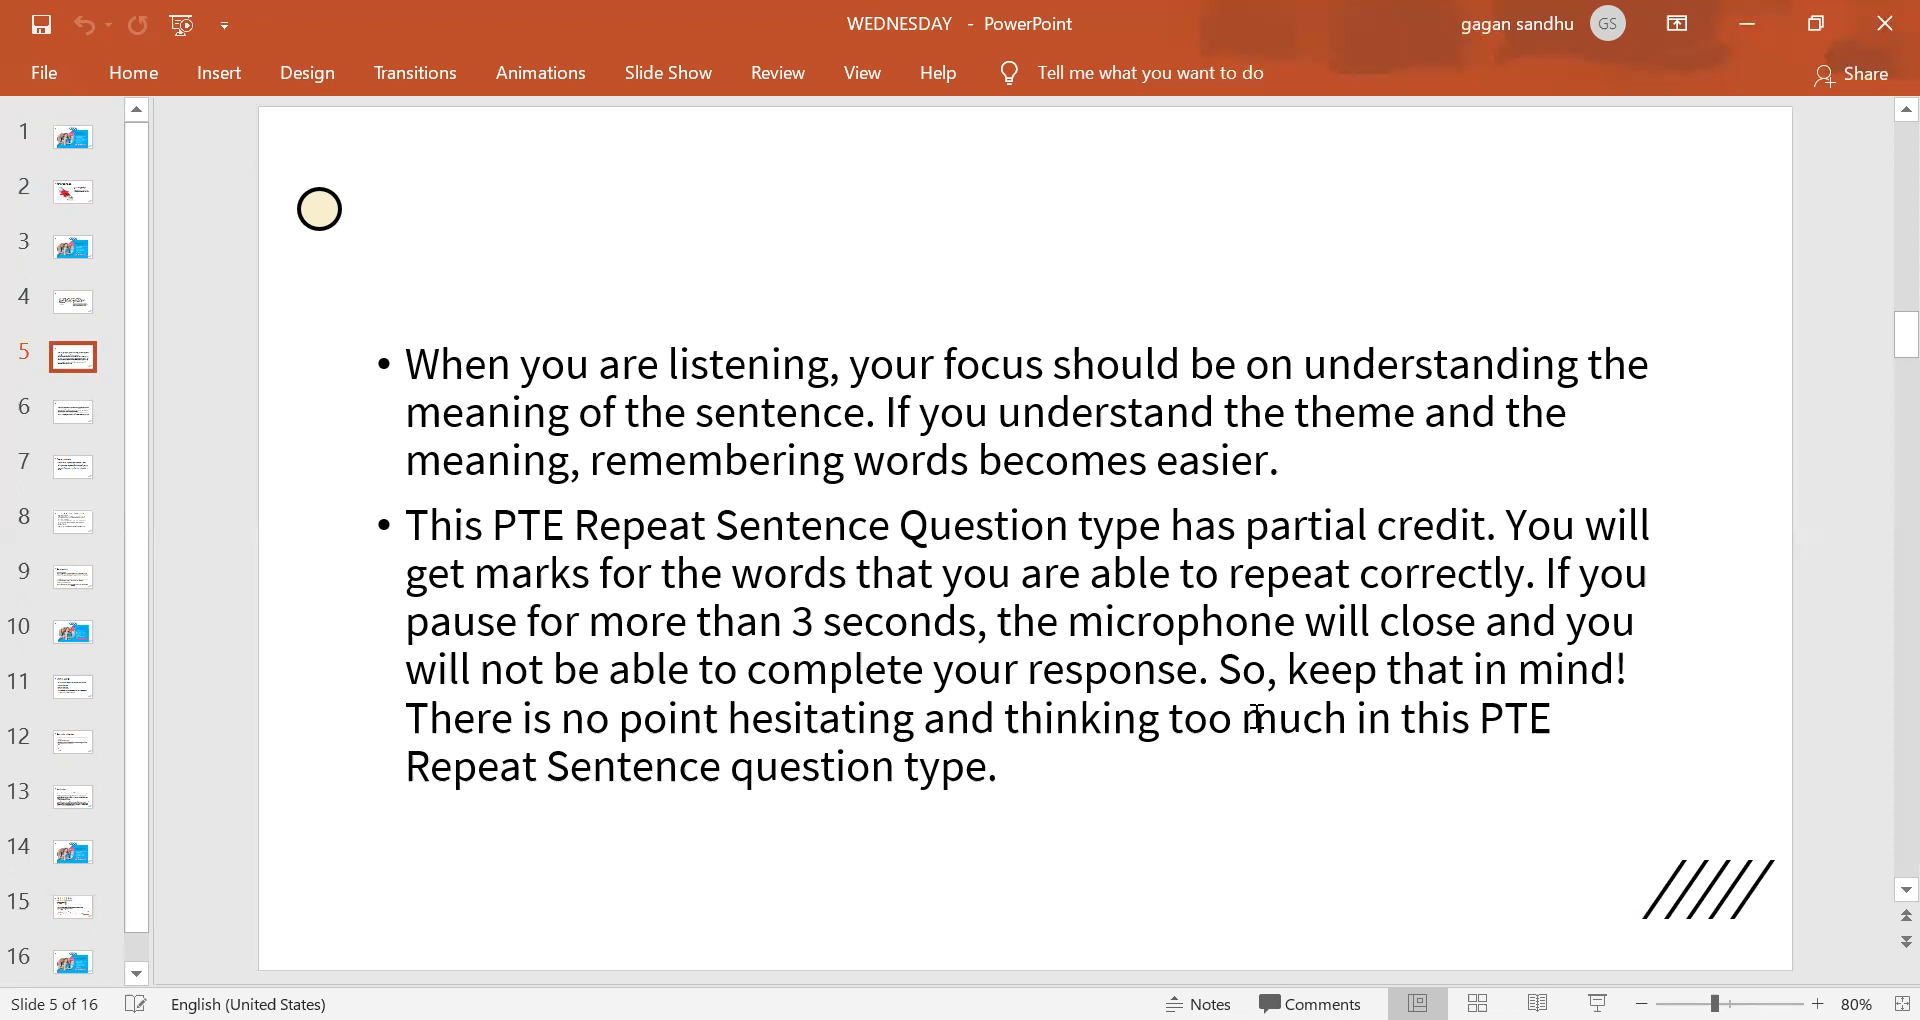 WEDNESDAY - PowerPoint
gagan sandhu GS
File Home Insert Design Transitions Animations Slide Show Review View Help Tell me what you want to do Share
1
2
3
4
5
6
7
8
9
10
11
12
13
14
15
16
• When you are listening, your focus should be on understanding the
meaning of the sentence. If you understand the theme and the
meaning, remembering words becomes easier.
• This PTE Repeat Sentence Question type has partial credit. You will
get marks for the words that you are able to repeat correctly. If you
pause for more than 3 seconds, the microphone will close and you
will not be able to complete your response. So, keep that in mind!
There is no point hesitating and thinking too much in this PTE
Repeat Sentence question type.
Slide 5 of 16 English (United States) Notes Comments 80%